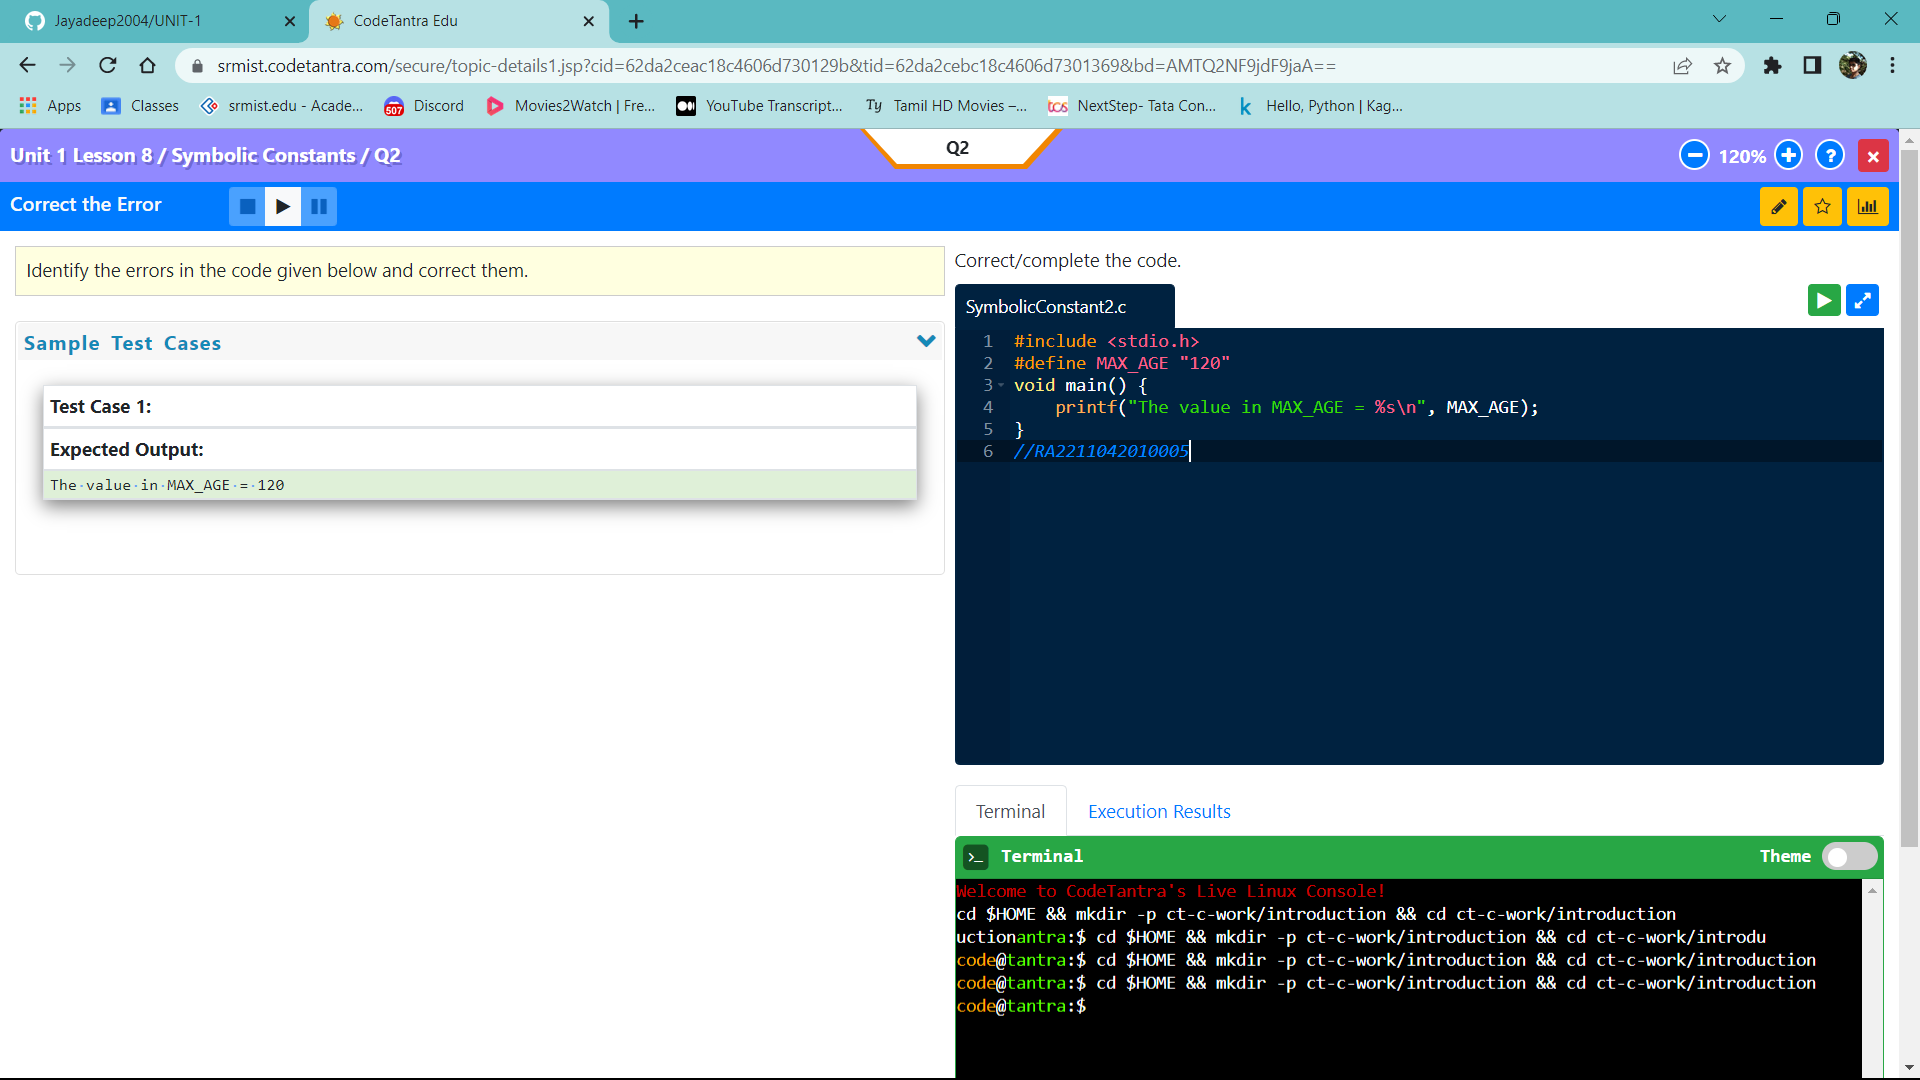 Jayadeep2004/UNIT-1
CodeTantra Edu
srmist.codetantra.com/secure/topic-details1.jsp?cid=62da2ceac18c4606d730129b&tid=62da2cebc18c4606d7301369&bd=AMTQ2NF9jdF9jaA==
Apps
Classes
srmist.edu - Acade...
507
Discord
Movies2Watch | Fre...
YouTube Transcript...
Ty
Tamil HD Movies –...
tcs
NextStep- Tata Con...
k
Hello, Python | Kag...
Unit 1 Lesson 8 / Symbolic Constants / Q2
Q2
120%
?
Correct the Error
Identify the errors in the code given below and correct them.
Sample Test Cases
Test Case 1:
Expected Output:
The·value·in·MAX_AGE·=·120
Correct/complete the code.
SymbolicConstant2.c
1 #include <stdio.h>
2 #define MAX_AGE "120"
3 void main() {
4 printf("The value in MAX_AGE = %s\n", MAX_AGE);
5 }
6 //RA2211042010005
Terminal
Execution Results
>_ Terminal
Theme
Welcome to CodeTantra's Live Linux Console!
cd $HOME && mkdir -p ct-c-work/introduction && cd ct-c-work/introduction
uctionantra:$ cd $HOME && mkdir -p ct-c-work/introduction && cd ct-c-work/introdu
code@tantra:$ cd $HOME && mkdir -p ct-c-work/introduction && cd ct-c-work/introduction
code@tantra:$ cd $HOME && mkdir -p ct-c-work/introduction && cd ct-c-work/introduction
code@tantra:$